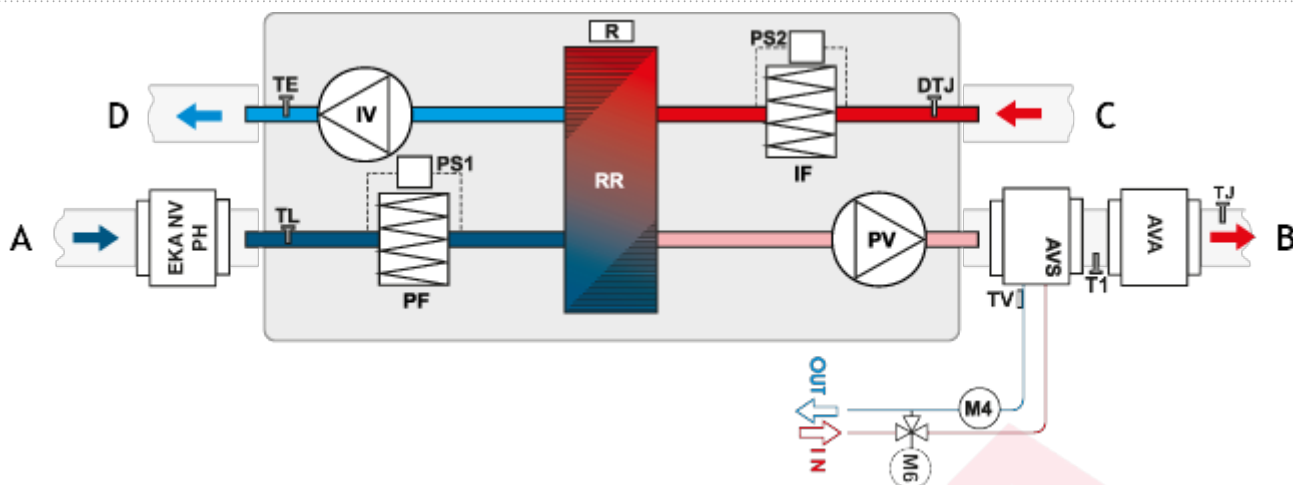 R
PS2
TE
DTJ
D
IV
C
IF
PS1
RR
TJ
A
EKA NV
PH
TL
PV
AVS
AVA
B
PF
TV
T1
OUT
M4
IN
M6